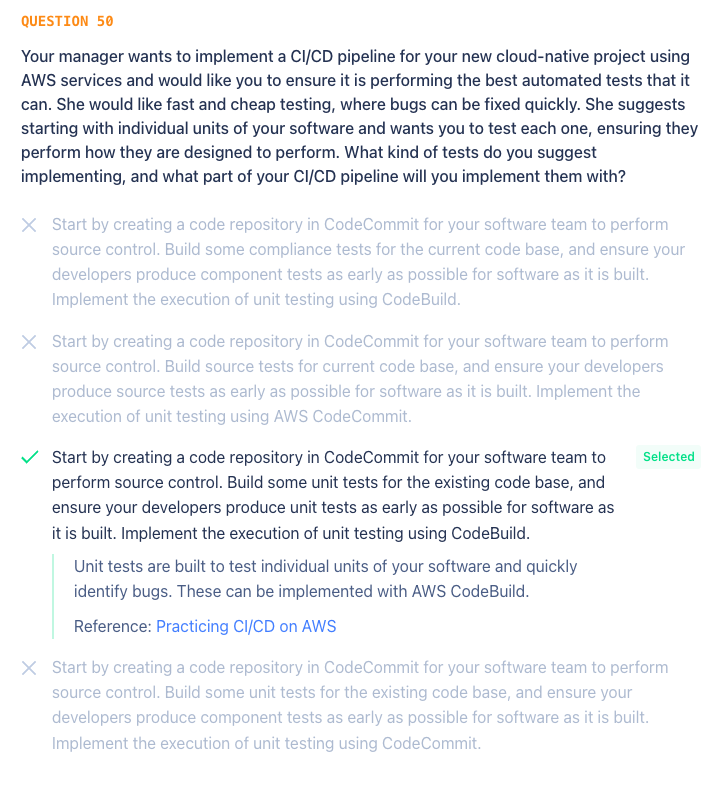 QUESTION 50
Your manager wants to implement a CI/CD pipeline for your new cloud-native project using
AWS services and would like you to ensure it is performing the best automated tests that it
can. She would like fast and cheap testing, where bugs can be fixed quickly. She suggests
starting with individual units of your software and wants you to test each one, ensuring they
perform how they are designed to perform. What kind of tests do you suggest
implementing, and what part of your CI/CD pipeline will you implement them with?
Start by creating a code repository in CodeCommit for your software team to perform
source control. Build some compliance tests for the current code base, and ensure your
developers produce component tests as early as possible for software as it is built.
Implement the execution of unit testing using CodeBuild.
Start by creating a code repository in CodeCommit for your software team to perform
source control. Build source tests for current code base, and ensure your developers
produce source tests as early as possible for software as it is built. Implement the
execution of unit testing using AWS CodeCommit.
Start by creating a code repository in CodeCommit for your software team to
perform source control. Build some unit tests for the existing code base, and
ensure your developers produce unit tests as early as possible for software as
it is built. Implement the execution of unit testing using CodeBuild.
Selected
Unit tests are built to test individual units of your software and quickly
identify bugs. These can be implemented with AWS CodeBuild.
Reference: Practicing CI/CD on AWS
Start by creating a code repository in CodeCommit for your software team to perform
source control. Build some unit tests for the existing code base, and ensure your
developers produce component tests as early as possible for software as it is built.
Implement the execution of unit testing using CodeCommit.